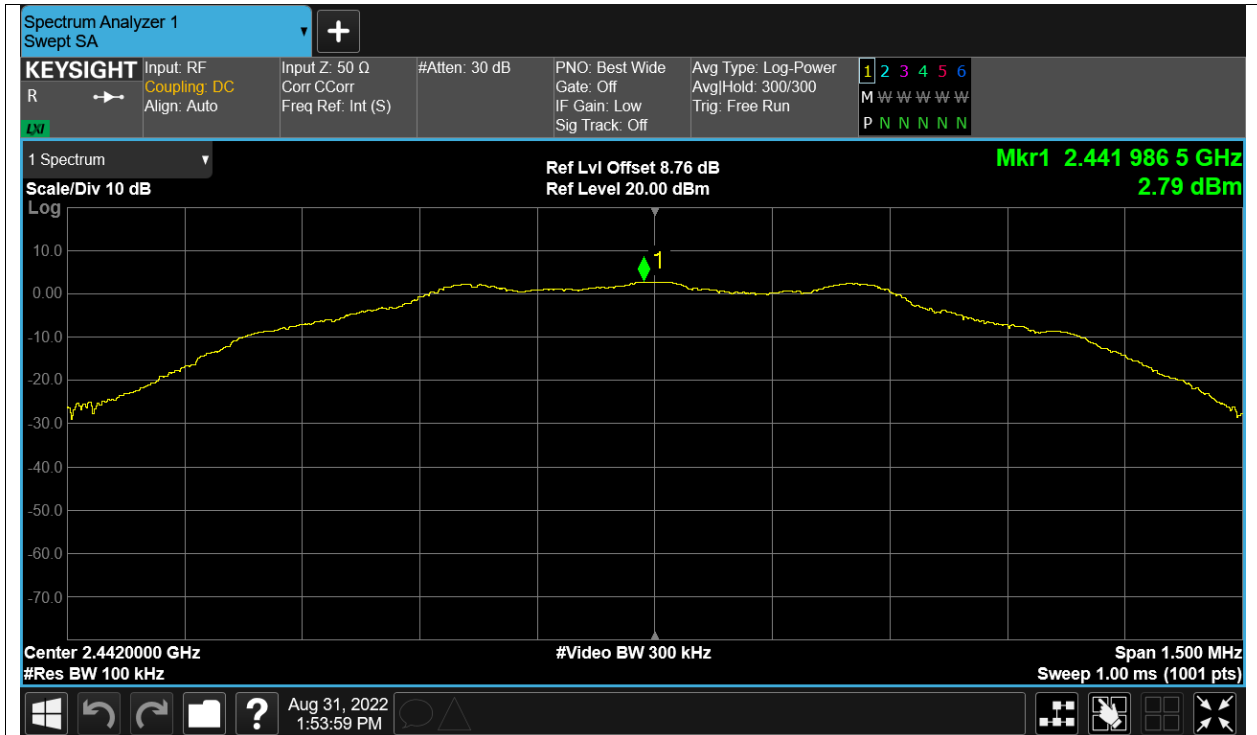 Spectrum Analyzer 1
Swept SA
KEYSIGHT
R
LXI
Input: RF
Coupling: DC
Align: Auto
Input Z: 50 Ω
Corr CCorr
Freq Ref: Int (S)
#Atten: 30 dB
PNO: Best Wide
Gate: Off
IF Gain: Low
Sig Track: Off
Avg Type: Log-Power
Avg|Hold: 300/300
Trig: Free Run
1 2 3 4 5 6
M W W W W W
P N N N N N
1 Spectrum
Scale/Div 10 dB
Log
Ref Lvl Offset 8.76 dB
Ref Level 20.00 dBm
Mkr1 2.441 986 5 GHz
2.79 dBm
10.0
1
0.00
-10.0
-20.0
-30.0
-40.0
-50.0
-60.0
-70.0
Center 2.4420000 GHz
#Res BW 100 kHz
#Video BW 300 kHz
Span 1.500 MHz
Sweep 1.00 ms (1001 pts)
?
Aug 31, 2022
1:53:59 PM